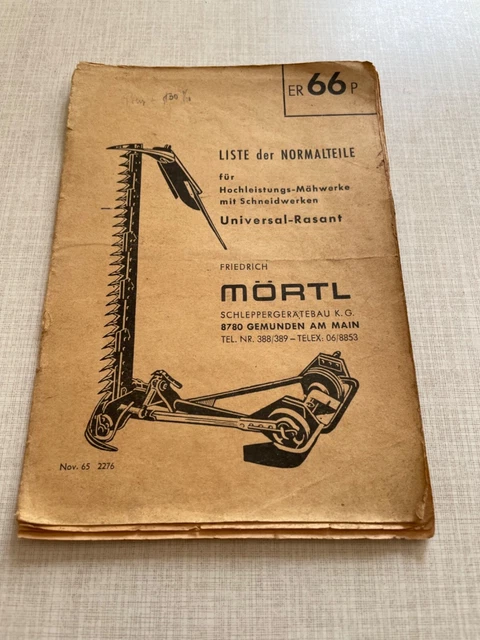 ER 66 P
LISTE der NORMALTEILE
für
Hochleistungs-Mähwerke
mit Schneidwerken
Universal-Rasant
FRIEDRICH
MÖRTL
SCHLEPPERGERÄTEBAU K.G.
8780 GEMÜNDEN AM MAIN
TEL. NR. 388/389 – TELEX: 06/8853
Nov. 65 2276